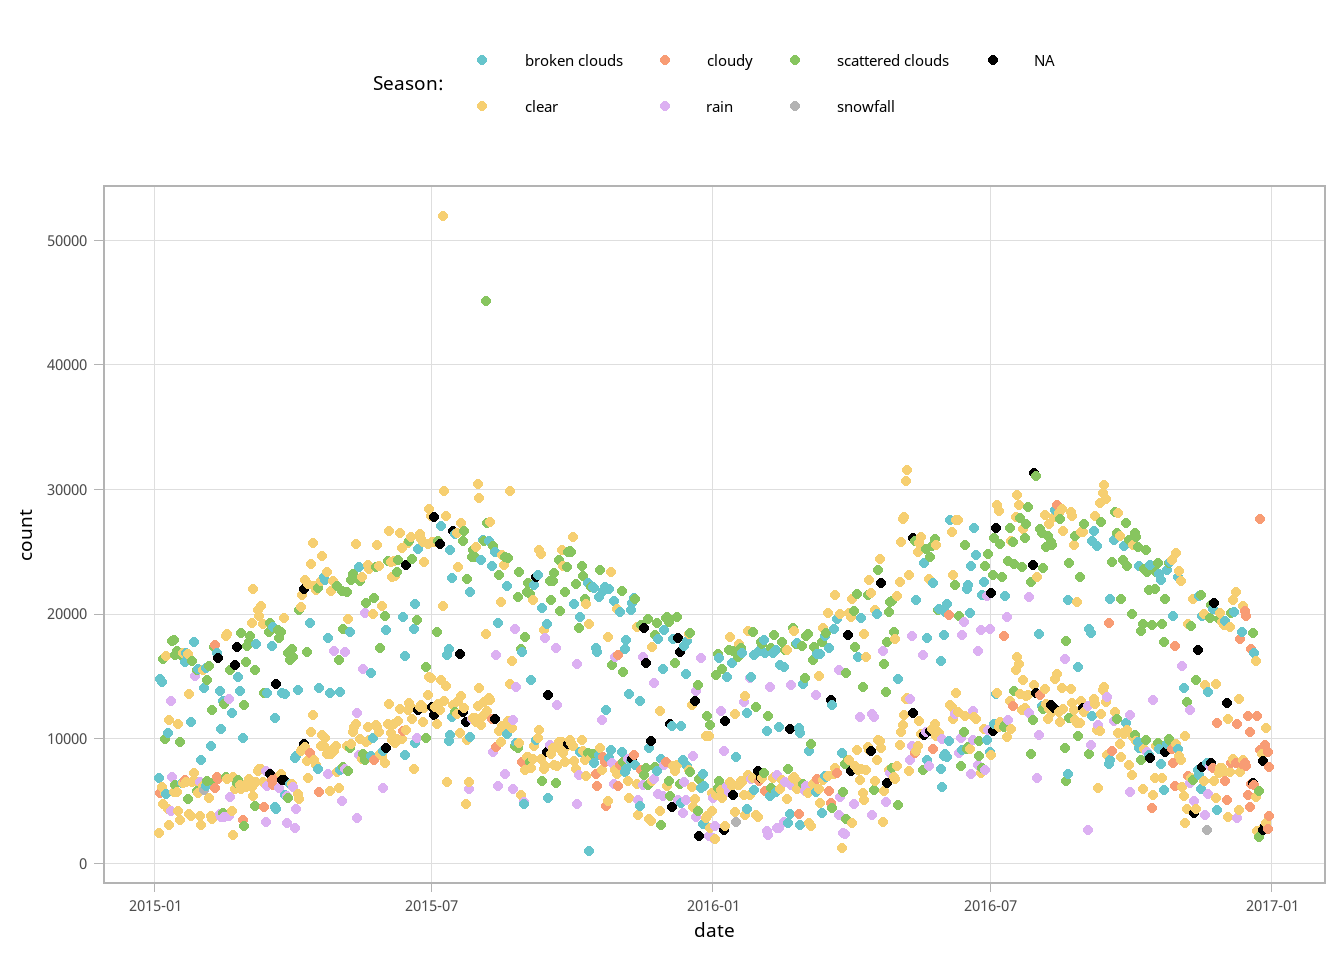 Season:
broken clouds
cloudy
scattered clouds
NA
clear
rain
snowfall
50000
40000
30000
20000
10000
0
count
2015-01
2015-07
2016-01
2016-07
2017-01
date